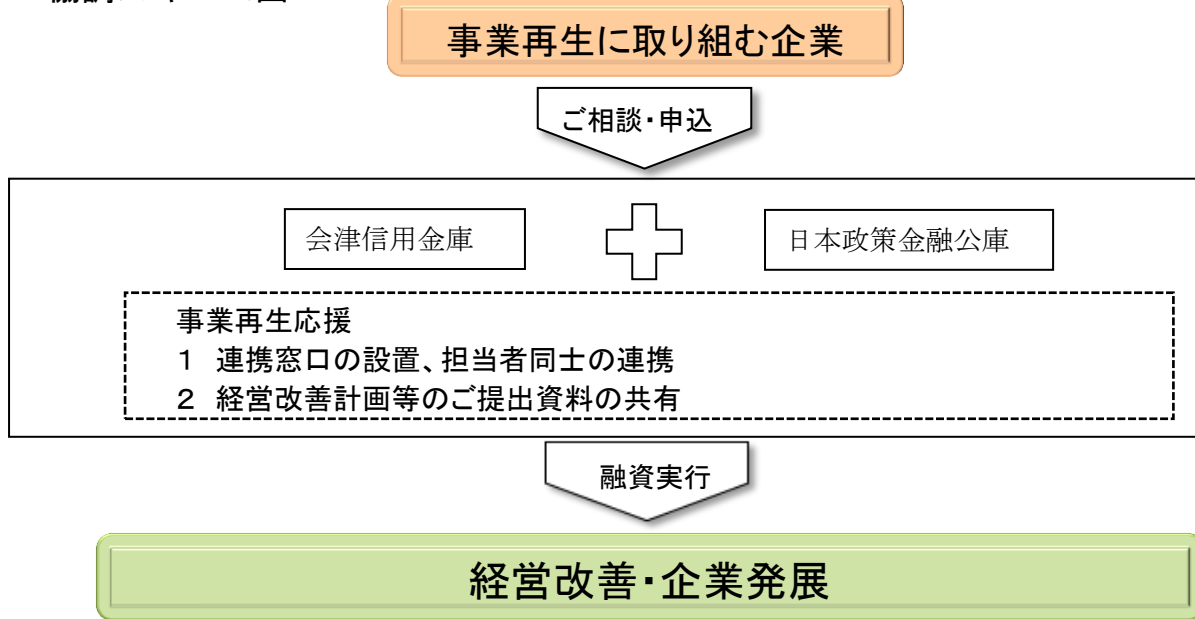 事業再生に取り組む企業
ご相談・申込
会津信用金庫
日本政策金融公庫
事業再生応援
１ 連携窓口の設置、担当者同士の連携
２ 経営改善計画等のご提出資料の共有
融資実行
経営改善・企業発展